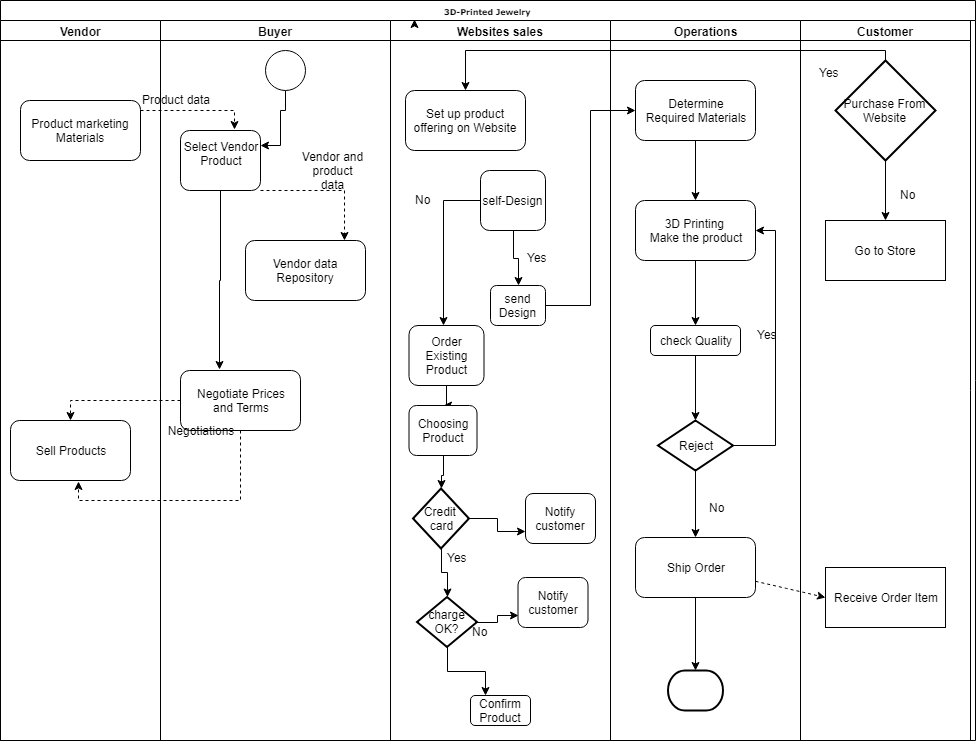 3D-Printed Jewelry
Vendor
Buyer
Websites sales
Operations
Customer
Product marketing
Materials
Product data
Select Vendor
Product
Vendor and
product
data
Vendor data
Repository
Negotiate Prices
and Terms
Negotiations
Sell Products
Set up product
offering on Website
self-Design
No
Yes
send
Design
Order
Existing
Product
Choosing
Product
Credit
card
Notify
customer
Yes
charge
OK?
No
Notify
customer
Confirm
Product
Determine
Required Materials
3D Printing
Make the product
check Quality
Yes
Reject
No
Ship Order
Yes
Purchase From
Website
No
Go to Store
Receive Order Item